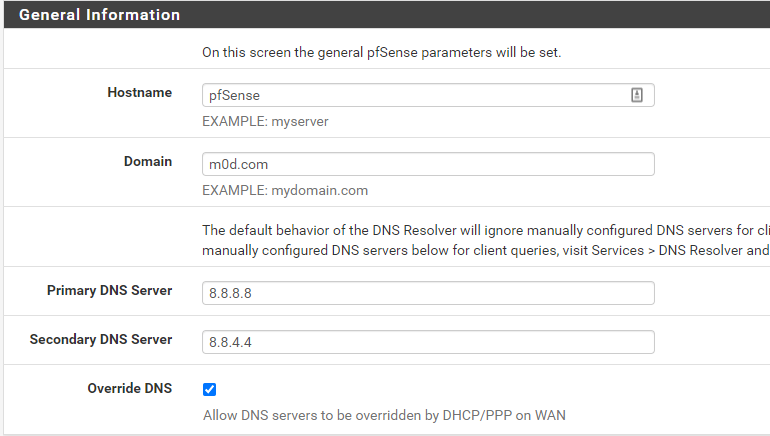 General Information
On this screen the general pfSense parameters will be set.
Hostname
pfSense
EXAMPLE: myserver
Domain
m0d.com
EXAMPLE: mydomain.com
The default behavior of the DNS Resolver will ignore manually configured DNS servers for cli
manually configured DNS servers below for client queries, visit Services > DNS Resolver and
Primary DNS Server
8.8.8.8
Secondary DNS Server
8.8.4.4
Override DNS
Allow DNS servers to be overridden by DHCP/PPP on WAN